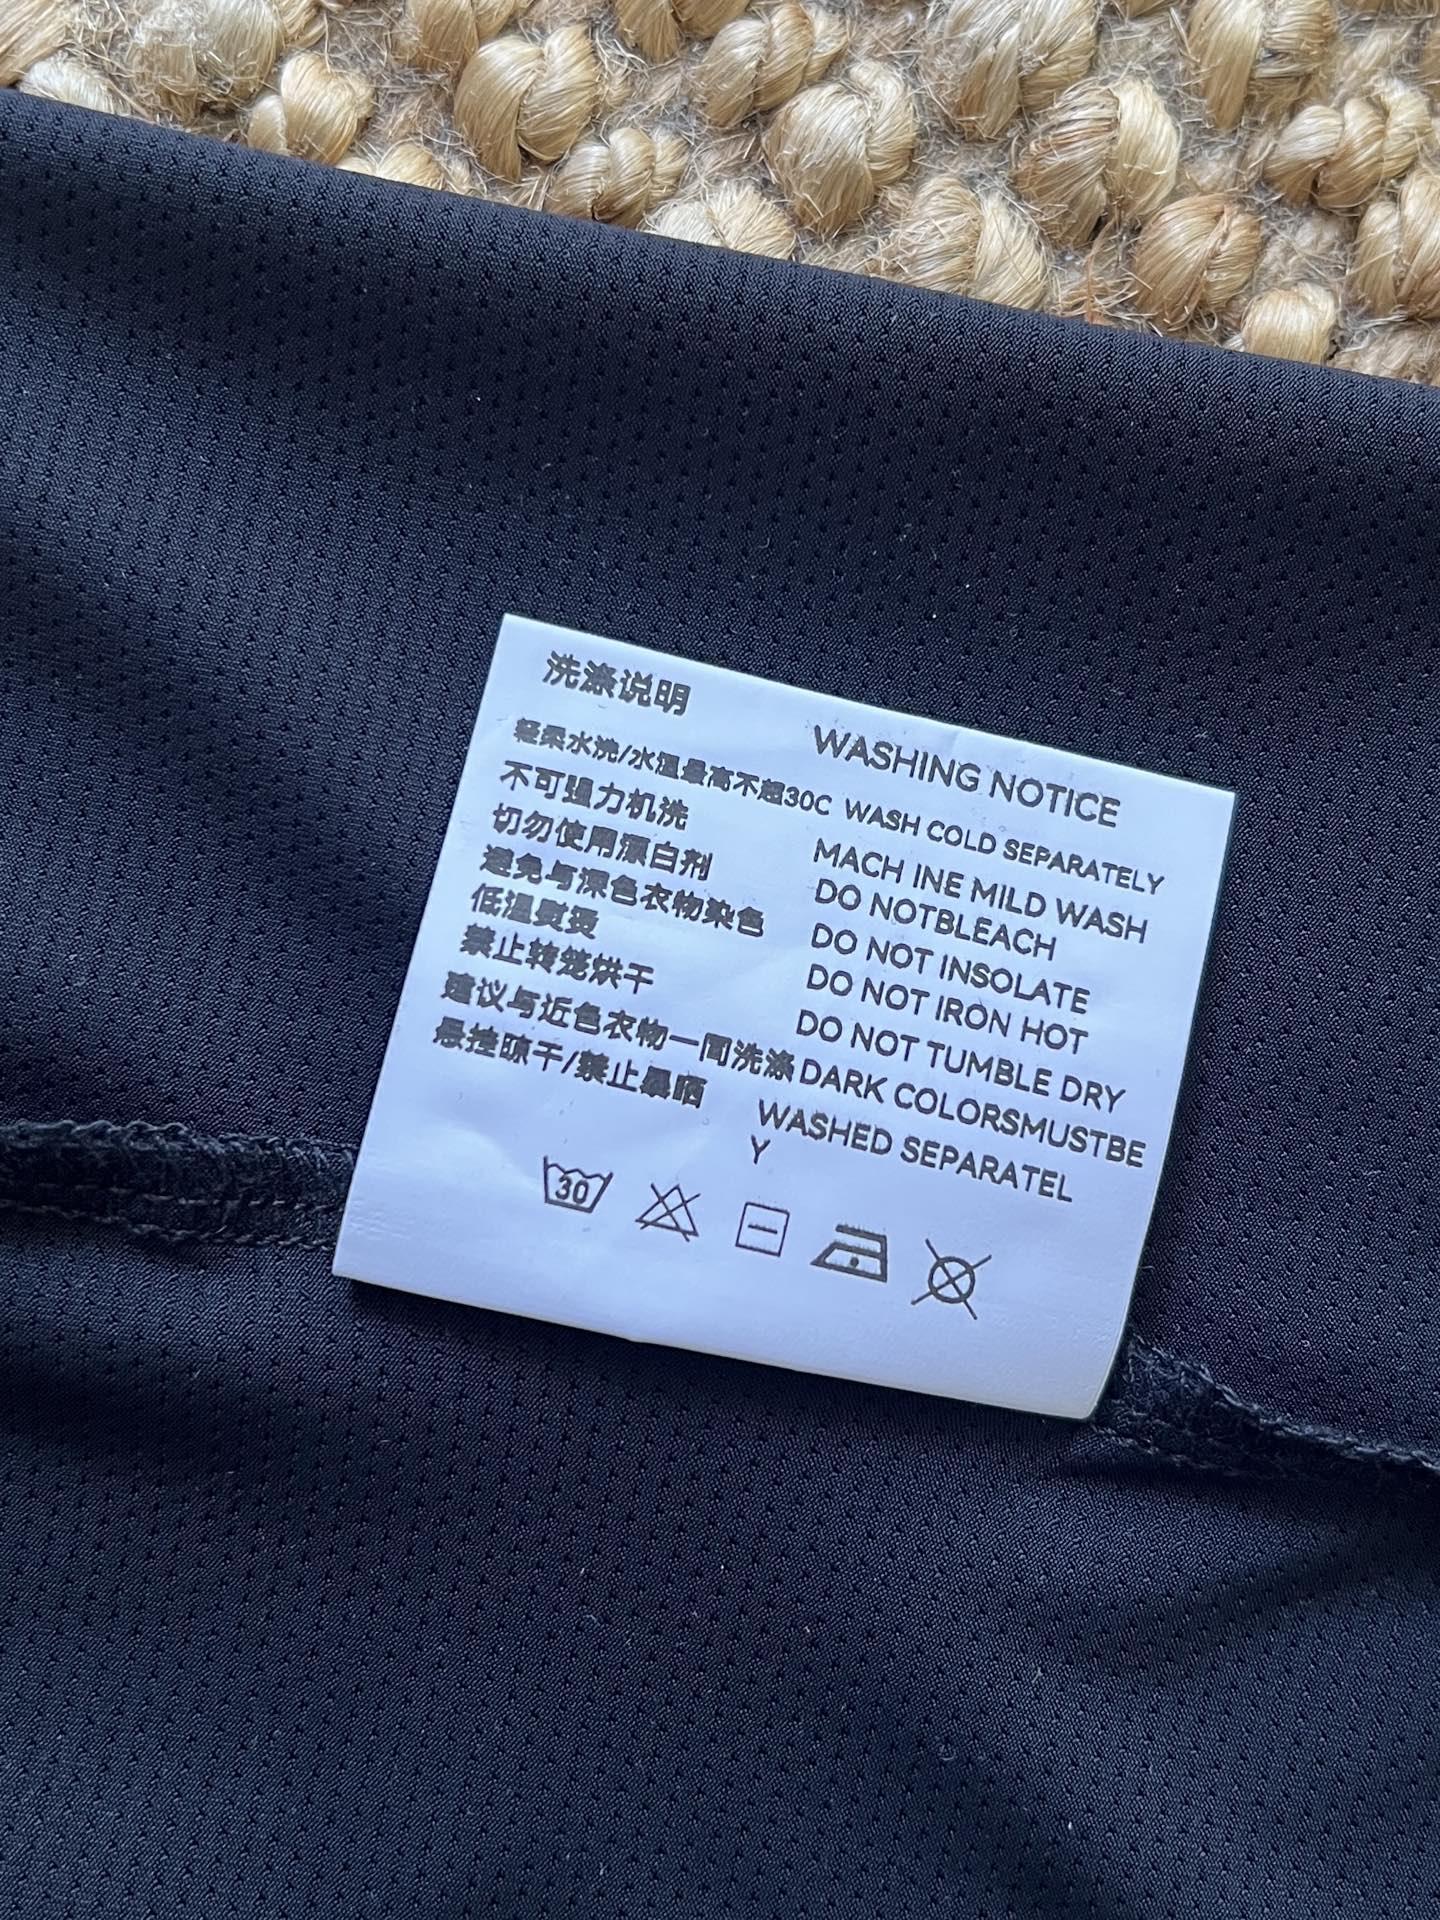 洗涤说明
WASHING NOTICE
轻柔水洗/水温最高不超30C WASH COLD SEPARATELY
不可强力机洗 MACH INE MILD WASH
切勿使用漂白剂 DO NOTBLEACH
避免与深色衣物染色 DO NOT INSOLATE
低温熨烫 DO NOT IRON HOT
禁止转笼烘干 DO NOT TUMBLE DRY
建议与近色衣物一同洗涤 DARK COLORSMUSTBE
悬挂晾干/禁止暴晒 WASHED SEPARATEL
Y
30